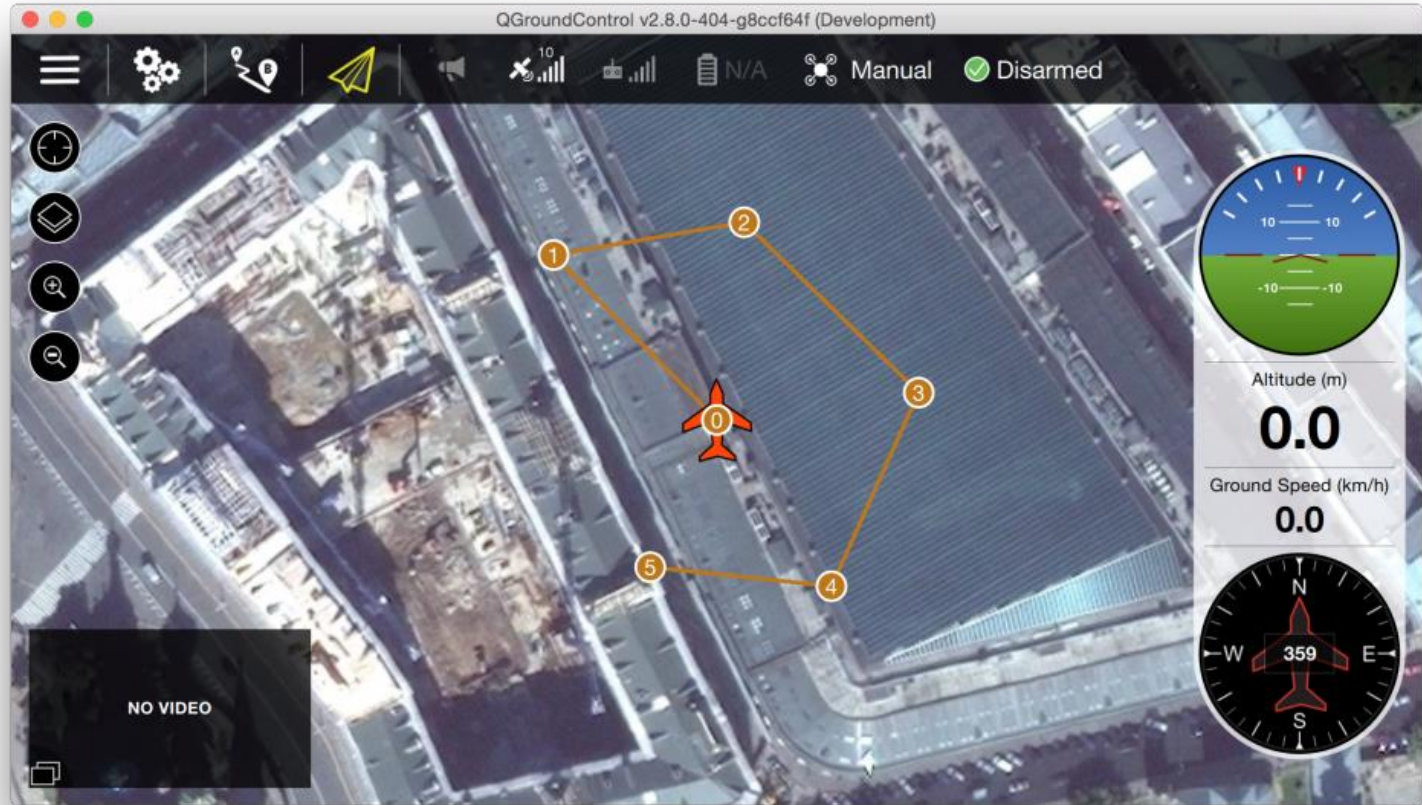 QGroundControl v2.8.0-404-g8ccf64f (Development)
A
B
10
N/A
Manual
Disarmed
2
1
3
0
5
4
10 10
-10 -10
Altitude (m)
0.0
Ground Speed (km/h)
0.0
N
W 359 E
S
NO VIDEO